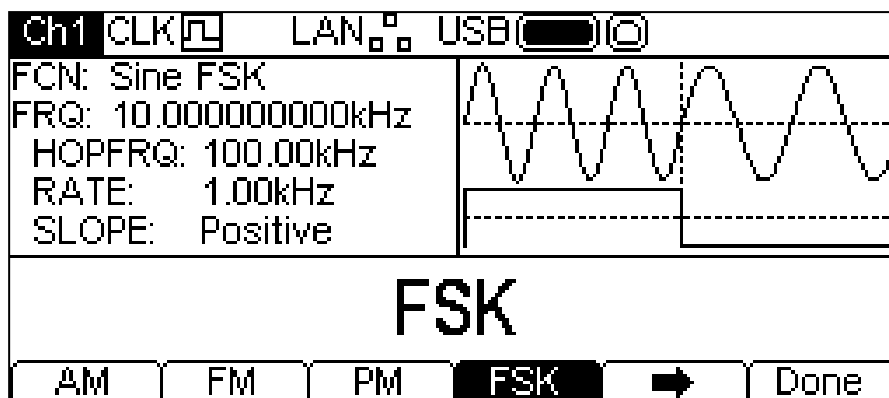 Ch1 CLK LAN USB
FCN: Sine FSK
FRQ: 10.000000000kHz
HOPFRQ: 100.00kHz
RATE: 1.00kHz
SLOPE: Positive
FSK
AM FM PM FSK Done